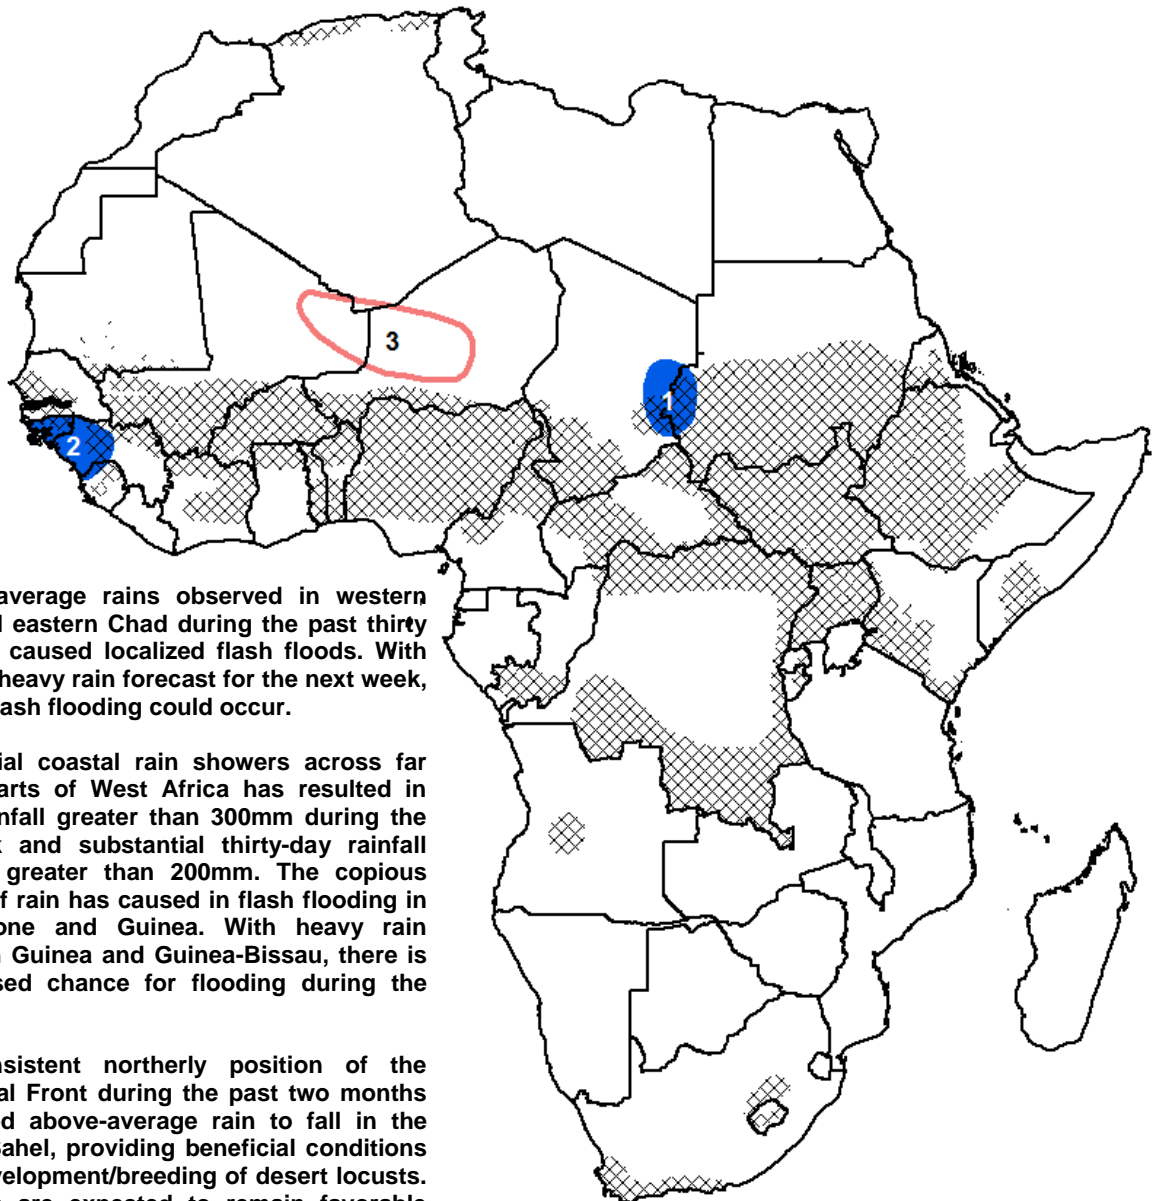 3
1
2
average rains observed in western
eastern Chad during the past thirty
caused localized flash floods. With
heavy rain forecast for the next week,
ash flooding could occur.
ial coastal rain showers across far
arts of West Africa has resulted in
nfall greater than 300mm during the
and substantial thirty-day rainfall
greater than 200mm. The copious
of rain has caused in flash flooding in
one and Guinea. With heavy rain
Guinea and Guinea-Bissau, there is
sed chance for flooding during the
nsistent northerly position of the
al Front during the past two months
d above-average rain to fall in the
Sahel, providing beneficial conditions
velopment/breeding of desert locusts.
are expected to remain favorable